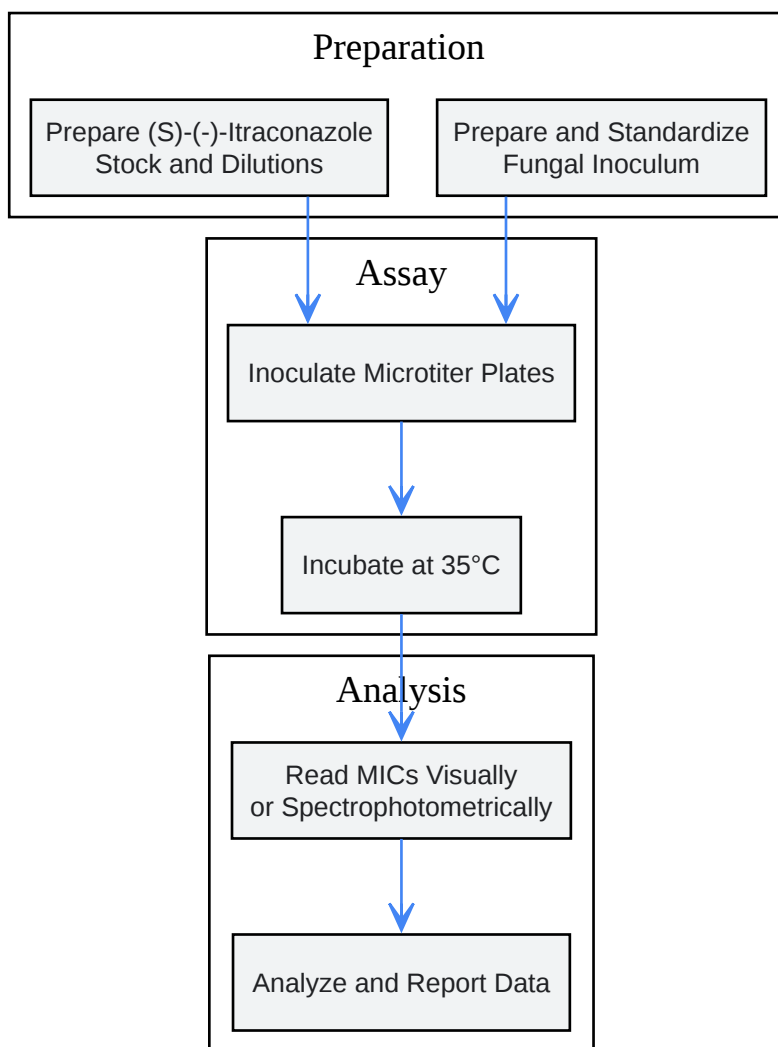 Preparation
Prepare (S)-(-)-Itraconazole
Stock and Dilutions
Prepare and Standardize
Fungal Inoculum
Assay
Inoculate Microtiter Plates
Incubate at 35°C
Analysis
Read MICs Visually
or Spectrophotometrically
Analyze and Report Data